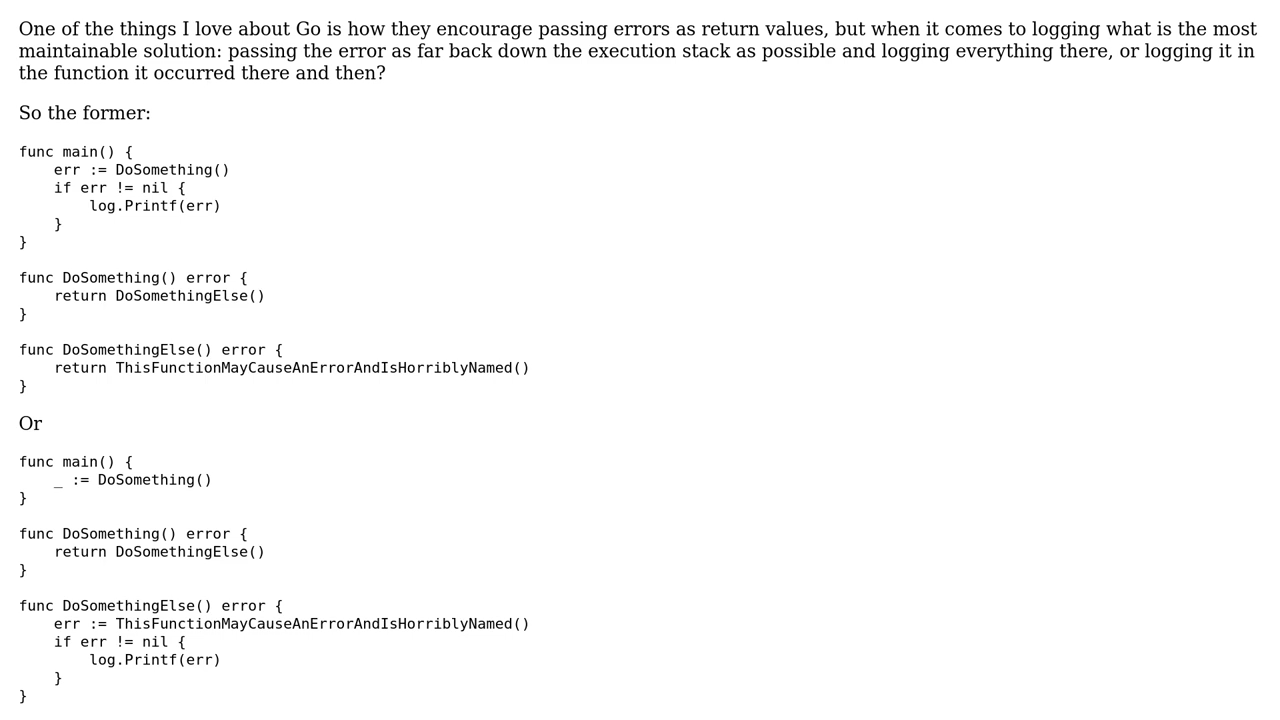 One of the things I love about Go is how they encourage passing errors as return values, but when it comes to logging what is the most
maintainable solution: passing the error as far back down the execution stack as possible and logging everything there, or logging it in
the function it occurred there and then?
So the former:
func main() {
    err := DoSomething()
    if err != nil {
        log.Printf(err)
    }
}
func DoSomething() error {
    return DoSomethingElse()
}
func DoSomethingElse() error {
    return ThisFunctionMayCauseAnErrorAndIsHorriblyNamed()
}
Or
func main() {
    _ := DoSomething()
}
func DoSomething() error {
    return DoSomethingElse()
}
func DoSomethingElse() error {
    err := ThisFunctionMayCauseAnErrorAndIsHorriblyNamed()
    if err != nil {
        log.Printf(err)
    }
}